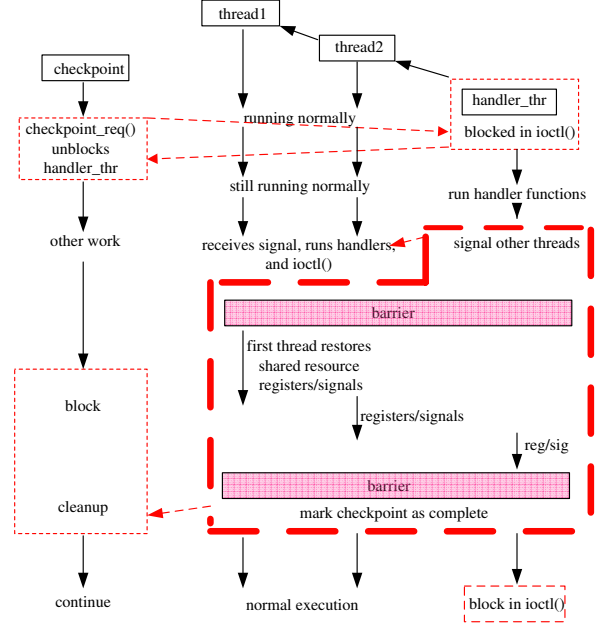 thread1
thread2
checkpoint
handler_thr
blocked in ioctl()
checkpoint_req()
unblocks
handler_thr
running normally
still running normally
run handler functions
other work
receives signal, runs handlers,
and ioctl()
signal other threads
barrier
first thread restores
shared resource
registers/signals
block
registers/signals
reg/sig
barrier
cleanup
mark checkpoint as complete
continue
normal execution
block in ioctl()